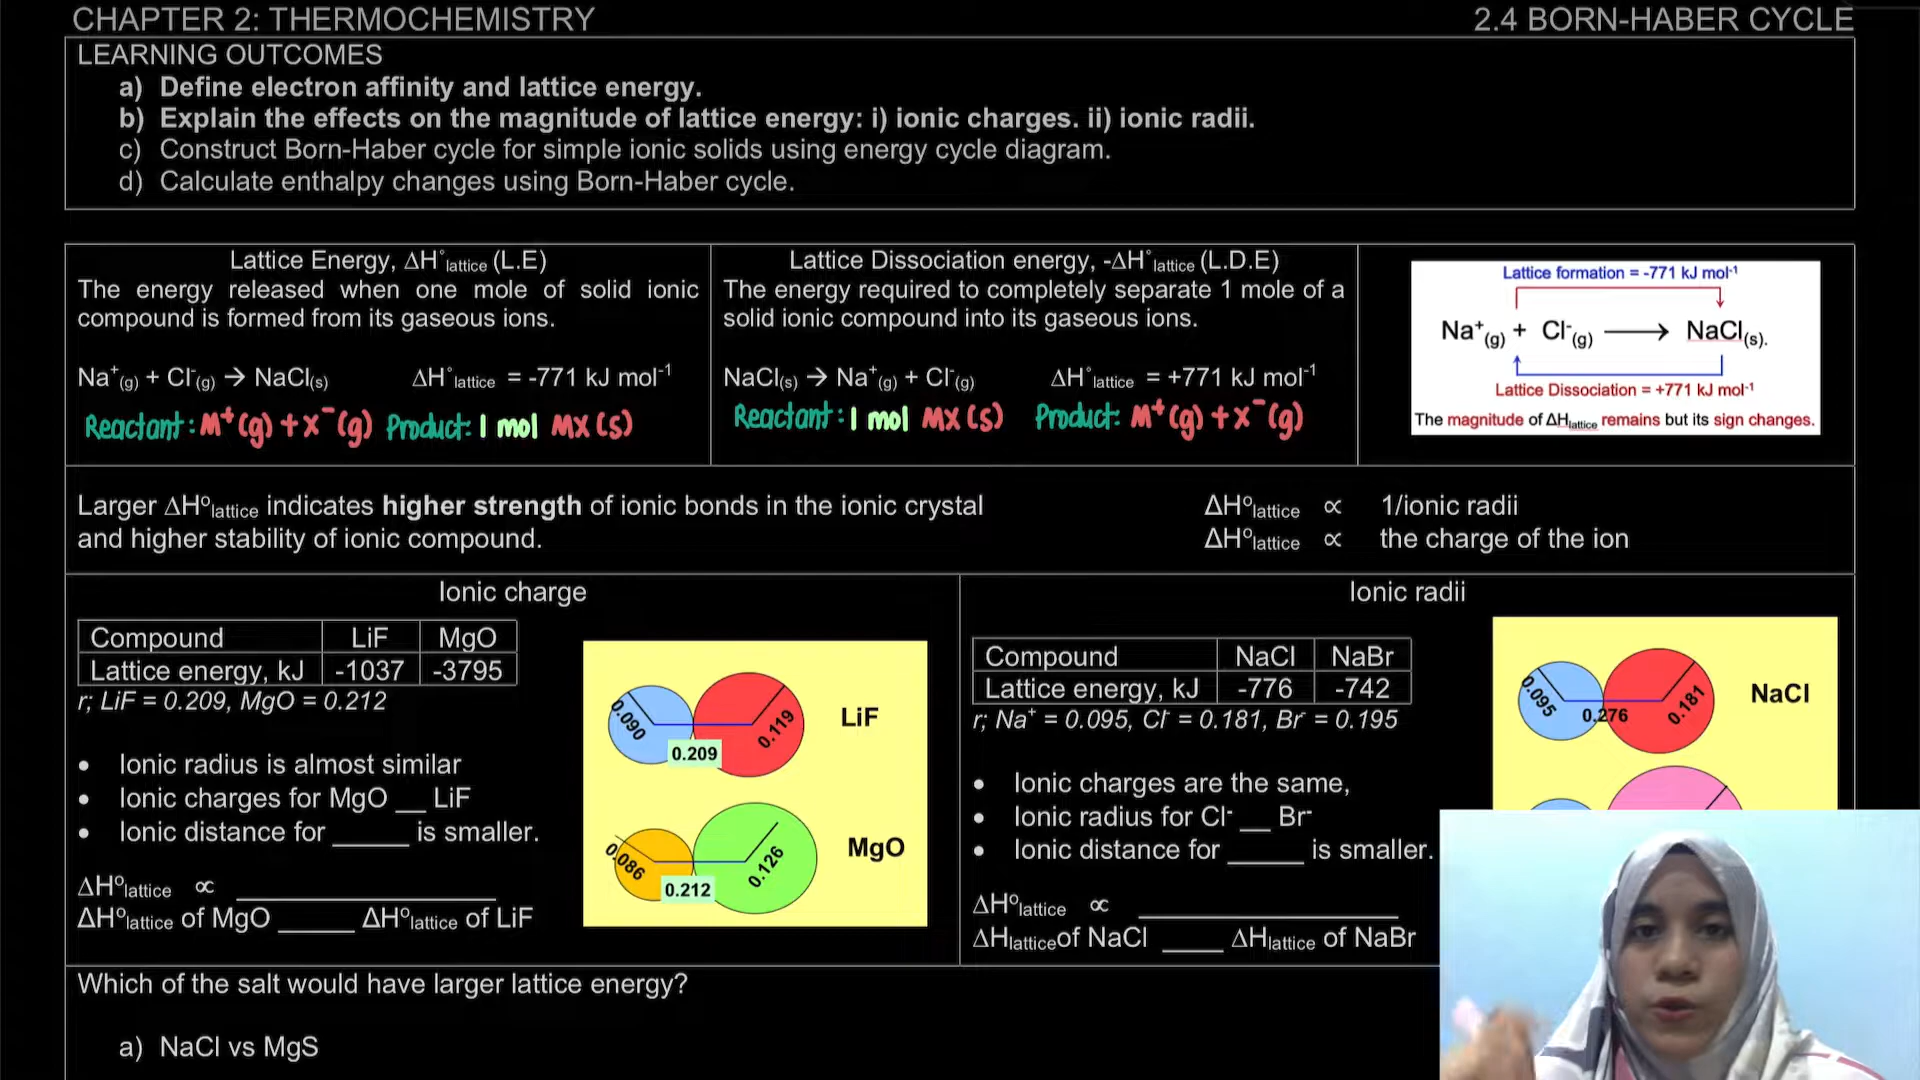 CHAPTER 2: THERMOCHEMISTRY
2.4 BORN-HABER CYCLE
LEARNING OUTCOMES
a) Define electron affinity and lattice energy.
b) Explain the effects on the magnitude of lattice energy: i) ionic charges. ii) ionic radii.
c) Construct Born-Haber cycle for simple ionic solids using energy cycle diagram.
d) Calculate enthalpy changes using Born-Haber cycle.
Lattice Energy, ΔH°lattice (L.E)
The energy released when one mole of solid ionic
compound is formed from its gaseous ions.
Na⁺(g) + Cl⁻(g) → NaCl(s) ΔH°lattice = -771 kJ mol⁻¹
Reactant: M⁺(g) + X⁻(g) Product: 1 mol MX(s)
Lattice Dissociation energy, -ΔH°lattice (L.D.E)
The energy required to completely separate 1 mole of a
solid ionic compound into its gaseous ions.
NaCl(s) → Na⁺(g) + Cl⁻(g) ΔH°lattice = +771 kJ mol⁻¹
Reactant: 1 mol MX(s) Product: M⁺(g) + X⁻(g)
Lattice formation = -771 kJ mol⁻¹
Na⁺(g) + Cl⁻(g) → NaCl(s).
Lattice Dissociation = +771 kJ mol⁻¹
The magnitude of ΔHlattice remains but its sign changes.
Larger ΔH°lattice indicates higher strength of ionic bonds in the ionic crystal
and higher stability of ionic compound.
ΔH°lattice ∝ 1/ionic radii
ΔH°lattice ∝ the charge of the ion
Ionic charge
Compound LiF MgO
Lattice energy, kJ -1037 -3795
r; LiF = 0.209, MgO = 0.212
• Ionic radius is almost similar
• Ionic charges for MgO __ LiF
• Ionic distance for _____ is smaller.
ΔH°lattice ∝ _________________
ΔH°lattice of MgO _____ ΔH°lattice of LiF
0.090
0.119
LiF
0.209
0.086
0.126
MgO
0.212
Ionic radii
Compound NaCl NaBr
Lattice energy, kJ -776 -742
r; Na⁺ = 0.095, Cl⁻ = 0.181, Br⁻ = 0.195
• Ionic charges are the same,
• Ionic radius for Cl⁻ __ Br⁻
• Ionic distance for _____ is smaller.
ΔH°lattice ∝ _________________
ΔHlatticeof NaCl ____ ΔHlattice of NaBr
0.095
0.276
0.181
NaCl
Which of the salt would have larger lattice energy?
a) NaCl vs MgS